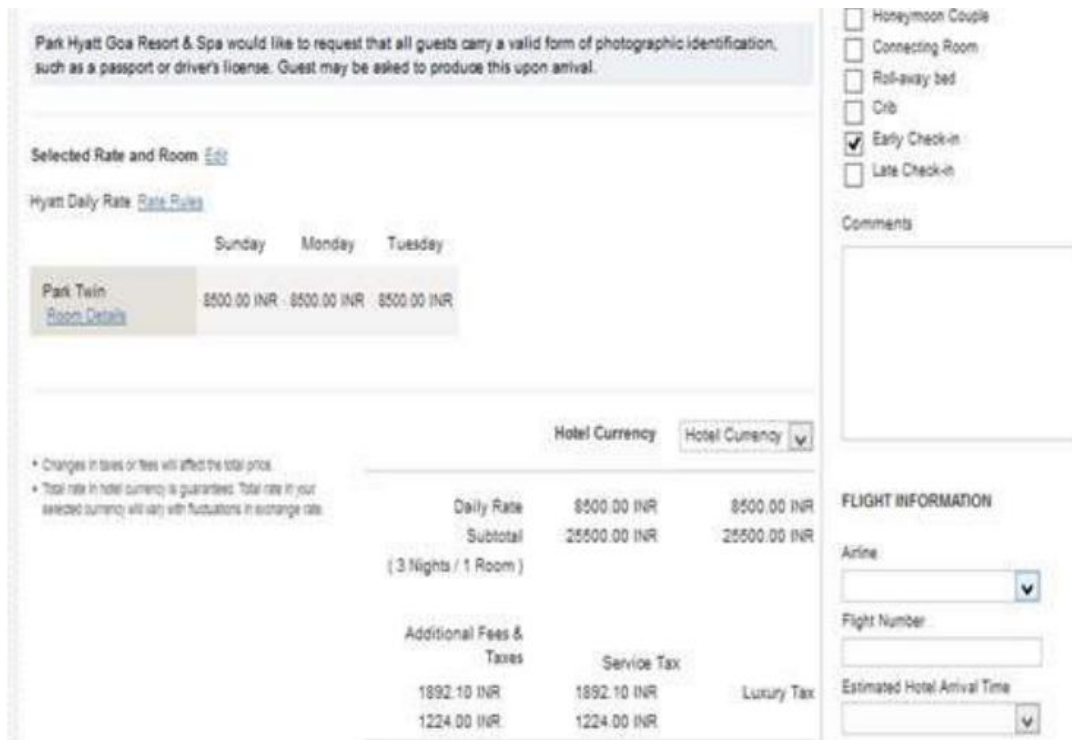 Park Hyatt Goa Resort & Spa would like to request that all guests carry a valid form of photographic identification,
such as a passport or driver's license. Guest may be asked to produce this upon arrival.
Selected Rate and Room Edit
Hyatt Daily Rate Rate Rules
Sunday Monday Tuesday
Park Twin
8500.00 INR 8500.00 INR 8500.00 INR
Room Details
Hotel Currency Hotel Currency
• Changes in taxes or fees will affect the total price.
• Total rate in hotel currency is guaranteed. Total rate in your
selected currency will vary with fluctuations in exchange rate.
Daily Rate 8500.00 INR 8500.00 INR
Subtotal 25500.00 INR 25500.00 INR
( 3 Nights / 1 Room )
Additional Fees &
Taxes
Service Tax
1892.10 INR 1892.10 INR Luxury Tax
1224.00 INR 1224.00 INR
Honeymoon Couple
Connecting Room
Roll-away bed
Crib
Early Check-in
Late Check-in
Comments
FLIGHT INFORMATION
Airline
Flight Number
Estimated Hotel Arrival Time